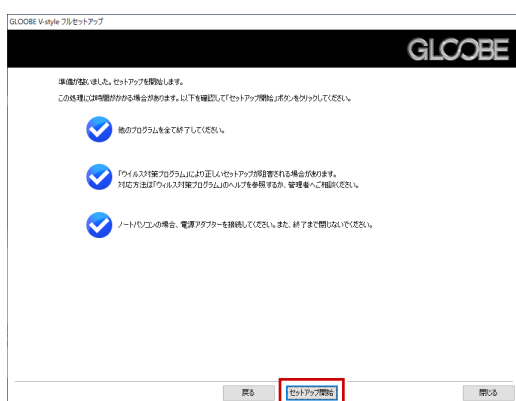 GLOOBE V-style フルセットアップ
GLOOBE
準備が整いました。セットアップを開始します。
この処理には時間がかかる場合があります。以下を確認して「セットアップ開始」ボタンをクリックしてください。
他のプログラムを全て終了してください。
「ウイルス対策プログラム」により正しいセットアップが阻害される場合があります。
対応方法は「ウイルス対策プログラム」のヘルプを参照するか、管理者へご相談ください。
ノートパソコンの場合、電源アダプターを接続してください。また、終了まで閉じないでください。
戻る
セットアップ開始
閉じる